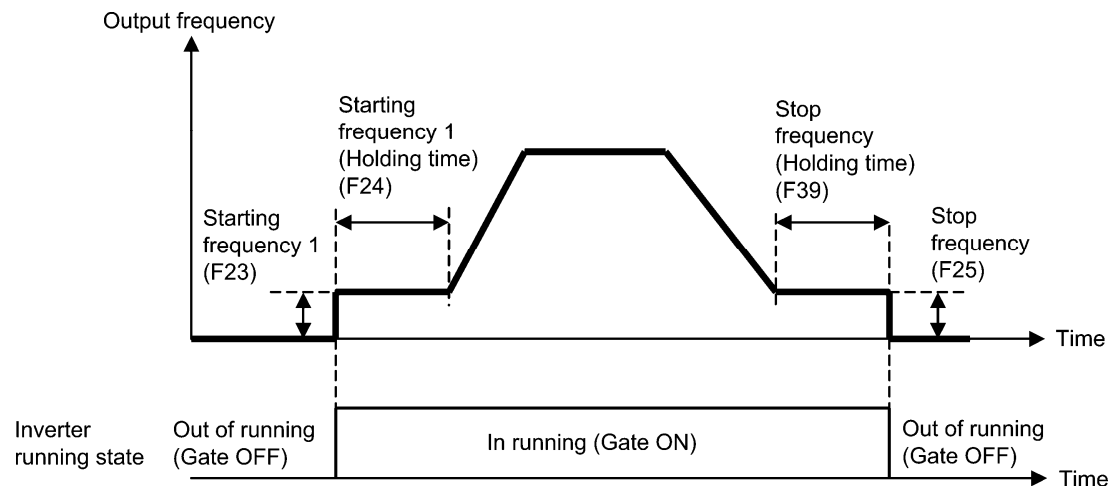 Output frequency
Starting
frequency 1
(Holding time)
(F24)
Stop
frequency
(Holding time)
(F39)
Starting
frequency 1
(F23)
Stop
frequency
(F25)
Time
Inverter
running state
Out of running
(Gate OFF)
In running (Gate ON)
Out of running
(Gate OFF)
Time